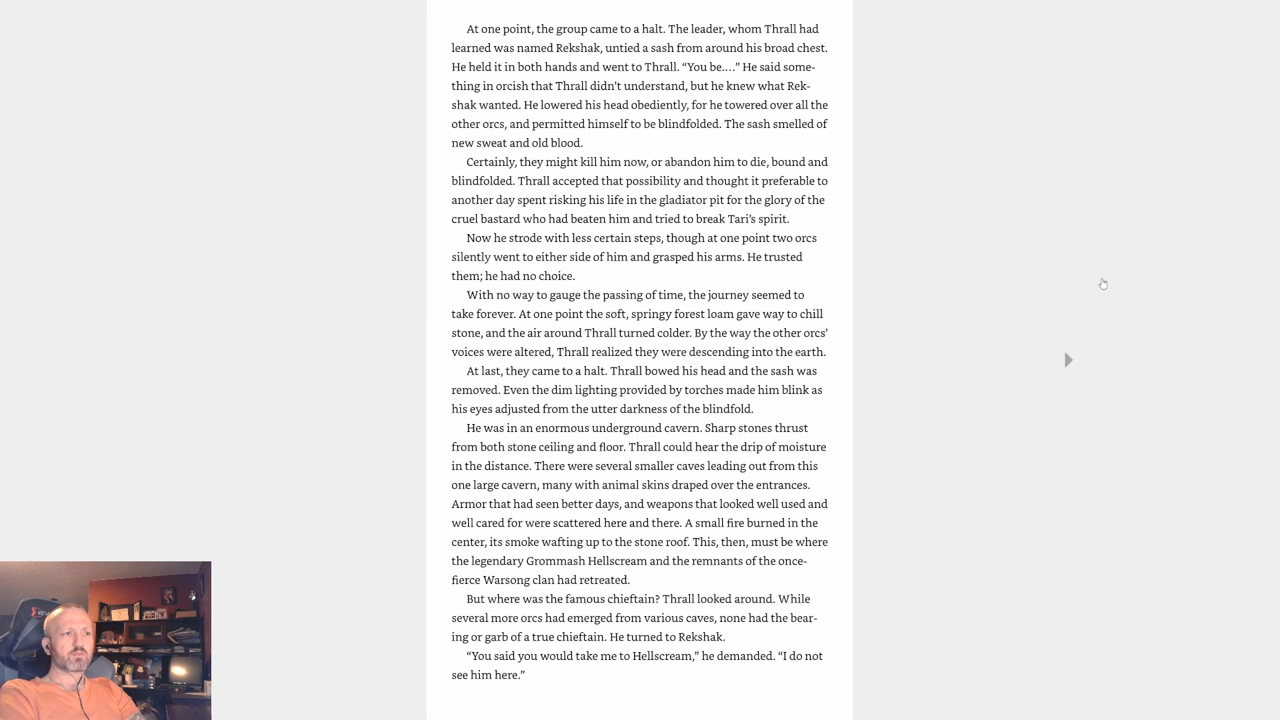 At one point, the group came to a halt. The leader, whom Thrall had
learned was named Rekshak, untied a sash from around his broad chest.
He held it in both hands and went to Thrall. “You be.…” He said some-
thing in orcish that Thrall didn’t understand, but he knew what Rek-
shak wanted. He lowered his head obediently, for he towered over all the
other orcs, and permitted himself to be blindfolded. The sash smelled of
new sweat and old blood.
Certainly, they might kill him now, or abandon him to die, bound and
blindfolded. Thrall accepted that possibility and thought it preferable to
another day spent risking his life in the gladiator pit for the glory of the
cruel bastard who had beaten him and tried to break Tari’s spirit.
Now he strode with less certain steps, though at one point two orcs
silently went to either side of him and grasped his arms. He trusted
them; he had no choice.
With no way to gauge the passing of time, the journey seemed to
take forever. At one point the soft, springy forest loam gave way to chill
stone, and the air around Thrall turned colder. By the way the other orcs’
voices were altered, Thrall realized they were descending into the earth.
At last, they came to a halt. Thrall bowed his head and the sash was
removed. Even the dim lighting provided by torches made him blink as
his eyes adjusted from the utter darkness of the blindfold.
He was in an enormous underground cavern. Sharp stones thrust
from both stone ceiling and floor. Thrall could hear the drip of moisture
in the distance. There were several smaller caves leading out from this
one large cavern, many with animal skins draped over the entrances.
Armor that had seen better days, and weapons that looked well used and
well cared for were scattered here and there. A small fire burned in the
center, its smoke wafting up to the stone roof. This, then, must be where
the legendary Grommash Hellscream and the remnants of the once-
fierce Warsong clan had retreated.
But where was the famous chieftain? Thrall looked around. While
several more orcs had emerged from various caves, none had the bear-
ing or garb of a true chieftain. He turned to Rekshak.
“You said you would take me to Hellscream,” he demanded. “I do not
see him here.”